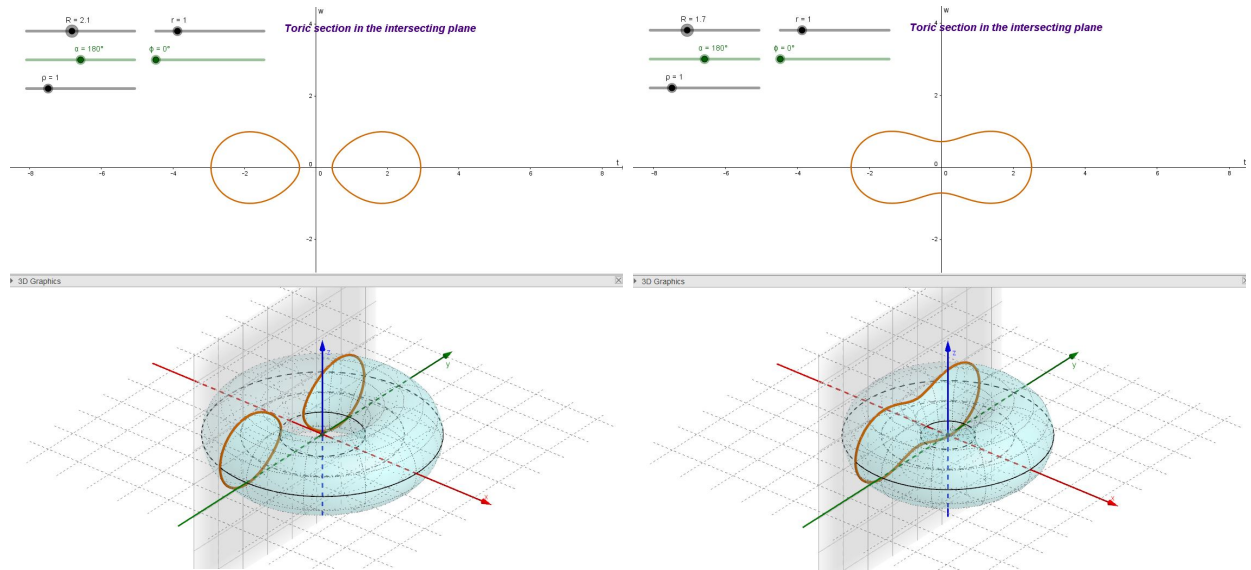 R = 2.1
r = 1
Toric section in the intersecting plane
α = 180°
ϕ = 0°
ρ = 1
w
4
2
0
-2
-8
-6
-4
-2
0
2
4
6
8
t
3D Graphics
z
y
x
R = 1.7
r = 1
Toric section in the intersecting plane
α = 180°
ϕ = 0°
ρ = 1
w
4
2
0
-2
-8
-6
-4
-2
0
2
4
6
8
t
3D Graphics
z
y
x